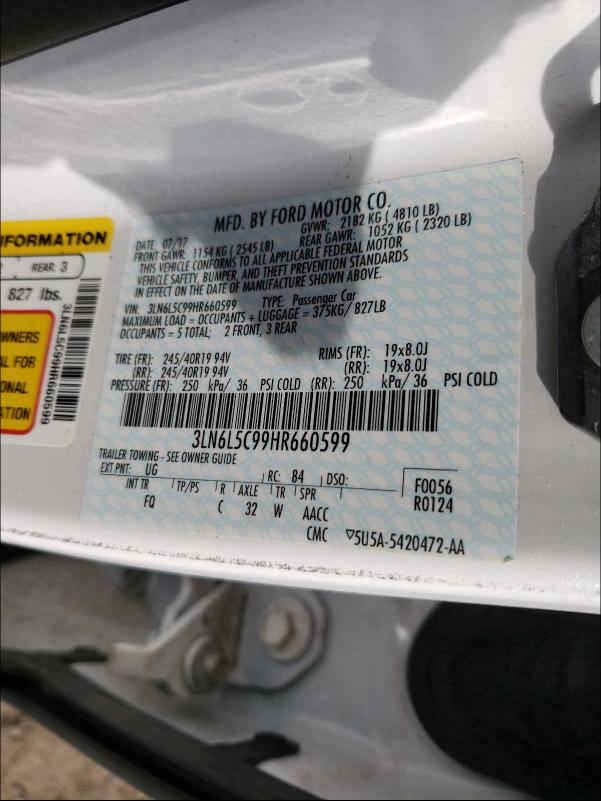 MFD. BY FORD MOTOR CO.
DATE: 07/17 GVWR: 2182 KG ( 4810 LB)
FRONT GAWR: 1154 KG ( 2545 LB) REAR GAWR: 1052 KG ( 2320 LB)
THIS VEHICLE CONFORMS TO ALL APPLICABLE FEDERAL MOTOR
VEHICLE SAFETY, BUMPER, AND THEFT PREVENTION STANDARDS
IN EFFECT ON THE DATE OF MANUFACTURE SHOWN ABOVE.
VIN: 3LN6L5C99HR660599 TYPE: Passenger Car
MAXIMUM LOAD = OCCUPANTS + LUGGAGE = 375KG/ 827LB
OCCUPANTS = 5 TOTAL; 2 FRONT, 3 REAR
TIRE (FR): 245/40R19 94V RIMS (FR): 19x8.0J
(RR): 245/40R19 94V (RR): 19x8.0J
PRESSURE (FR): 250 kPa/ 36 PSI COLD (RR): 250 kPa/ 36 PSI COLD
3LN6L5C99HR660599
TRAILER TOWING - SEE OWNER GUIDE
EXT PNT: UG RC: 84 DSO: F0056
INT TR TP/PS R AXLE TR SPR R0124
FQ C 32 W AACC
CMC ▽5U5A-5420472-AA
INFORMATION
REAR: 3
827 lbs.
OWNERS
AL FOR
IONAL
ATION
3LN6L5C99HR660599